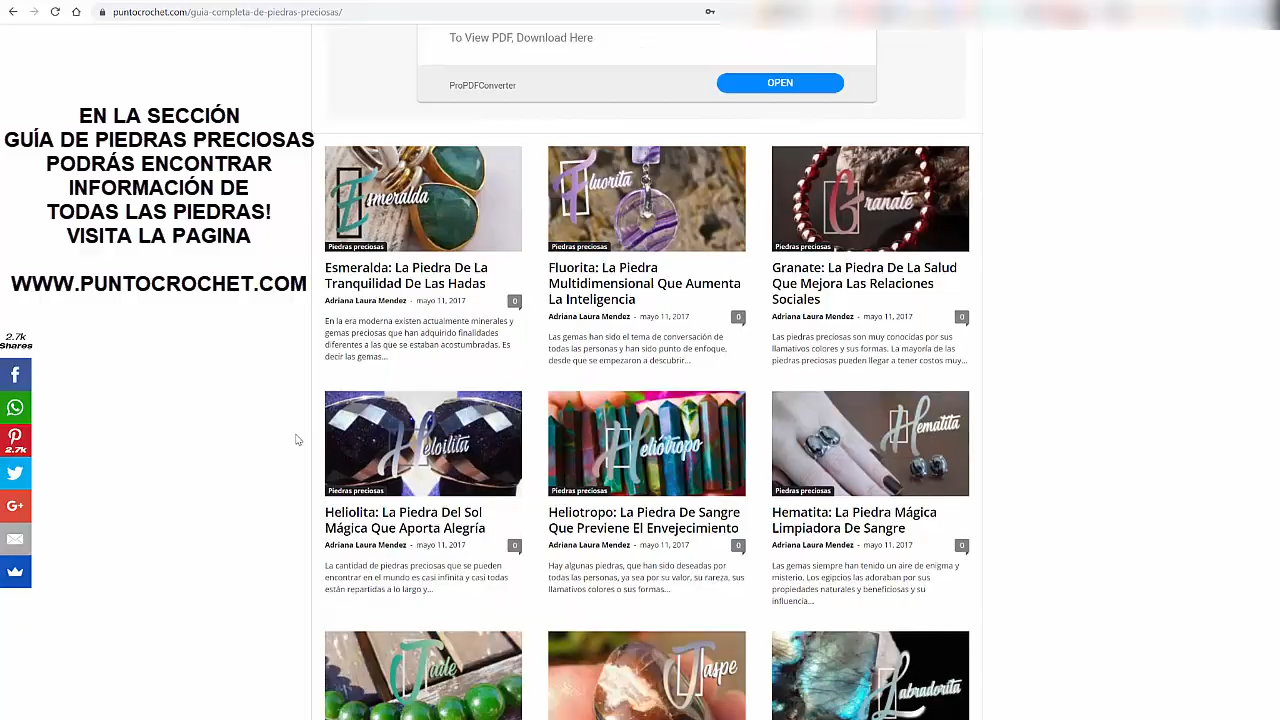 puntocrochet.com/guia-completa-de-piedras-preciosas/
To View PDF, Download Here
ProPDFConverter
OPEN
EN LA SECCIÓN
GUÍA DE PIEDRAS PRECIOSAS
PODRÁS ENCONTRAR
INFORMACIÓN DE
TODAS LAS PIEDRAS!
VISITA LA PAGINA
WWW.PUNTOCROCHET.COM
2.7k
Shares
2.7k
G+
Esmeralda
Piedras preciosas
Esmeralda: La Piedra De La
Tranquilidad De Las Hadas
Adriana Laura Mendez - mayo 11, 2017 0
En la era moderna existen actualmente minerales y
gemas preciosas que han adquirido finalidades
diferentes a las que se estaban acostumbradas. Es
decir las gemas...
Fluorita
Piedras preciosas
Fluorita: La Piedra
Multidimensional Que Aumenta
La Inteligencia
Adriana Laura Mendez - mayo 11, 2017 0
Las gemas han sido el tema de conversación de
todas las personas y han sido punto de enfoque,
desde que se empezaron a descubrir...
Granate
Piedras preciosas
Granate: La Piedra De La Salud
Que Mejora Las Relaciones
Sociales
Adriana Laura Mendez - mayo 11, 2017 0
Las piedras preciosas son muy conocidas por sus
llamativos colores y sus formas. La mayoría de las
piedras preciosas pueden llegar a tener costos muy...
Heloilita
Piedras preciosas
Heliolita: La Piedra Del Sol
Mágica Que Aporta Alegría
Adriana Laura Mendez - mayo 11, 2017 0
La cantidad de piedras preciosas que se pueden
encontrar en el mundo es casi infinita y casi todas
están repartidas a lo largo y...
Heliótropo
Piedras preciosas
Heliotropo: La Piedra De Sangre
Que Previene El Envejecimiento
Adriana Laura Mendez - mayo 11, 2017 0
Hay algunas piedras, que han sido deseadas por
todas las personas, ya sea por su valor, su rareza, sus
llamativos colores o sus formas...
Hematita
Piedras preciosas
Hematita: La Piedra Mágica
Limpiadora De Sangre
Adriana Laura Mendez - mayo 11, 2017 0
Las gemas siempre han tenido un aire de enigma y
misterio. Los egipcios las adoraban por sus
propiedades naturales y beneficiosas y su
influencia...
Jade
Jaspe
Labradorita